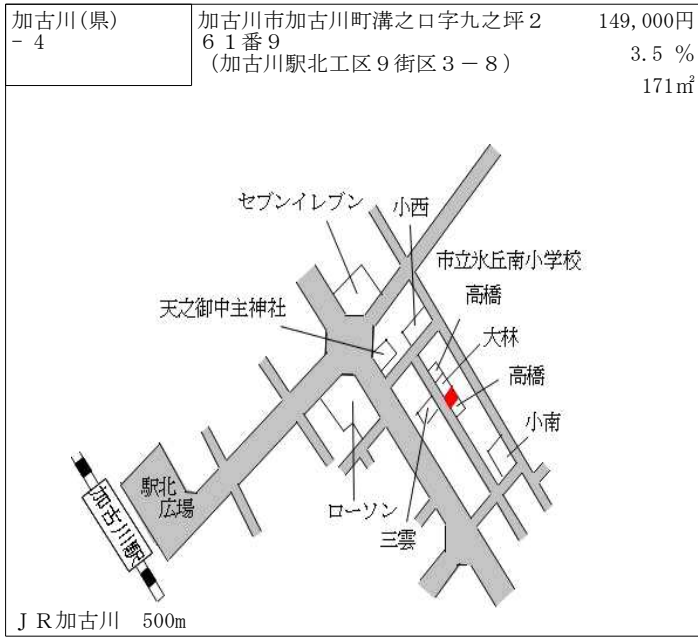 加古川(県)
- 4
加古川市加古川町溝之口字九之坪2
61番9
(加古川駅北工区9街区3－8)
149,000円
3.5 %
171㎡
セブンイレブン
小西
市立氷丘南小学校
高橋
天之御中主神社
大林
高橋
小南
駅北
広場
加古川駅
ローソン
三雲
JR加古川 500m